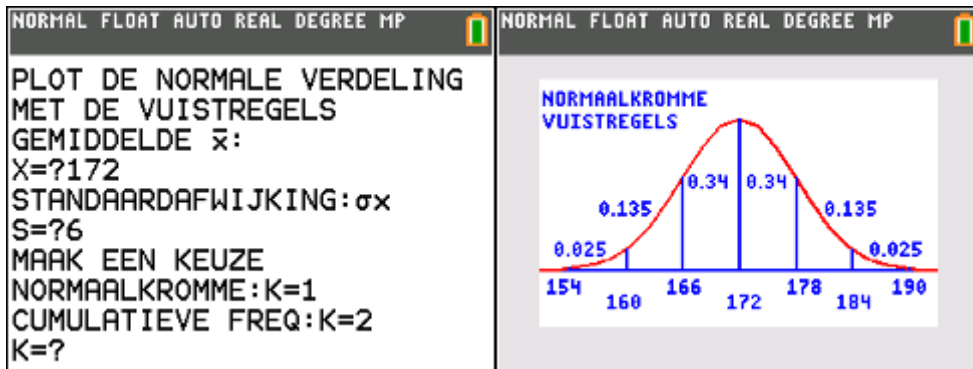 NORMAL FLOAT AUTO REAL DEGREE MP
PLOT DE NORMALE VERDELING
MET DE VUISTREGELS
GEMIDDELDE x̄:
X=?172
STANDAARDAFWIJKING:σx
S=?6
MAAK EEN KEUZE
NORMAALKROMME:K=1
CUMULATIEVE FREQ:K=2
K=?
NORMAL FLOAT AUTO REAL DEGREE MP
NORMAALKROMME
VUISTREGELS
0.34 0.34
0.135 0.135
0.025 0.025
154 160 166 172 178 184 190